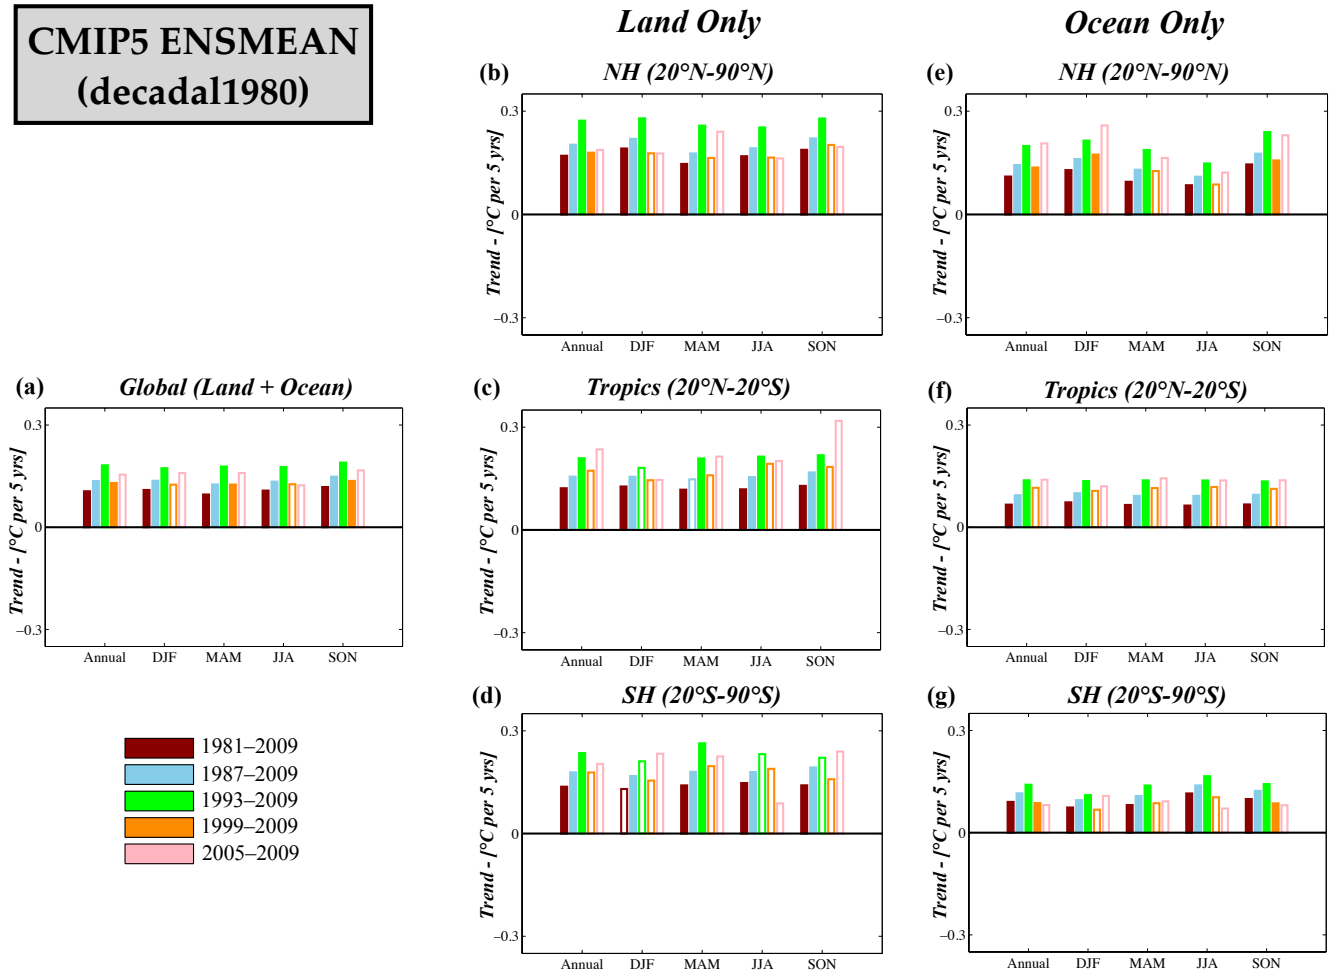 CMIP5 ENSMEAN
(decadal1980)
Land Only
Ocean Only
(b) NH (20°N-90°N)
0.3
0
–0.3
Trend - [°C per 5 yrs]
Annual DJF MAM JJA SON
(e) NH (20°N-90°N)
0.3
0
–0.3
Trend - [°C per 5 yrs]
Annual DJF MAM JJA SON
(a) Global (Land + Ocean)
0.3
0
–0.3
Trend - [°C per 5 yrs]
Annual DJF MAM JJA SON
(c) Tropics (20°N-20°S)
0.3
0
–0.3
Trend - [°C per 5 yrs]
Annual DJF MAM JJA SON
(f) Tropics (20°N-20°S)
0.3
0
–0.3
Trend - [°C per 5 yrs]
Annual DJF MAM JJA SON
(d) SH (20°S-90°S)
0.3
0
–0.3
Trend - [°C per 5 yrs]
Annual DJF MAM JJA SON
(g) SH (20°S-90°S)
0.3
0
–0.3
Trend - [°C per 5 yrs]
Annual DJF MAM JJA SON
1981–2009
1987–2009
1993–2009
1999–2009
2005–2009